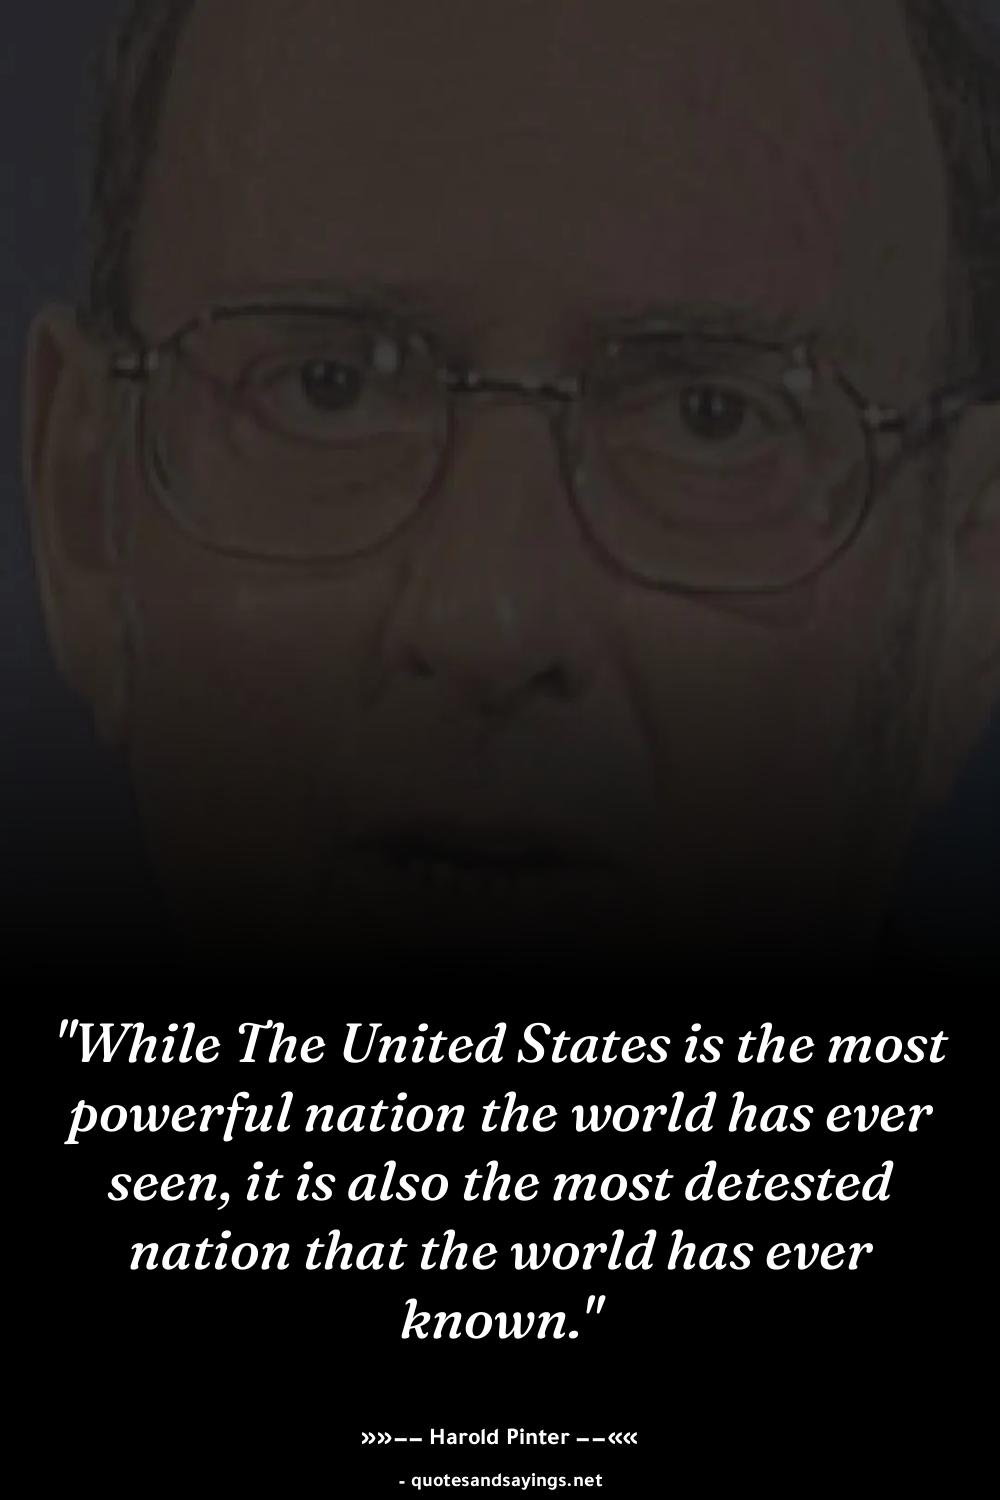 "While The United States is the most
powerful nation the world has ever
seen, it is also the most detested
nation that the world has ever
known."
»»–– Harold Pinter ––««
- quotesandsayings.net